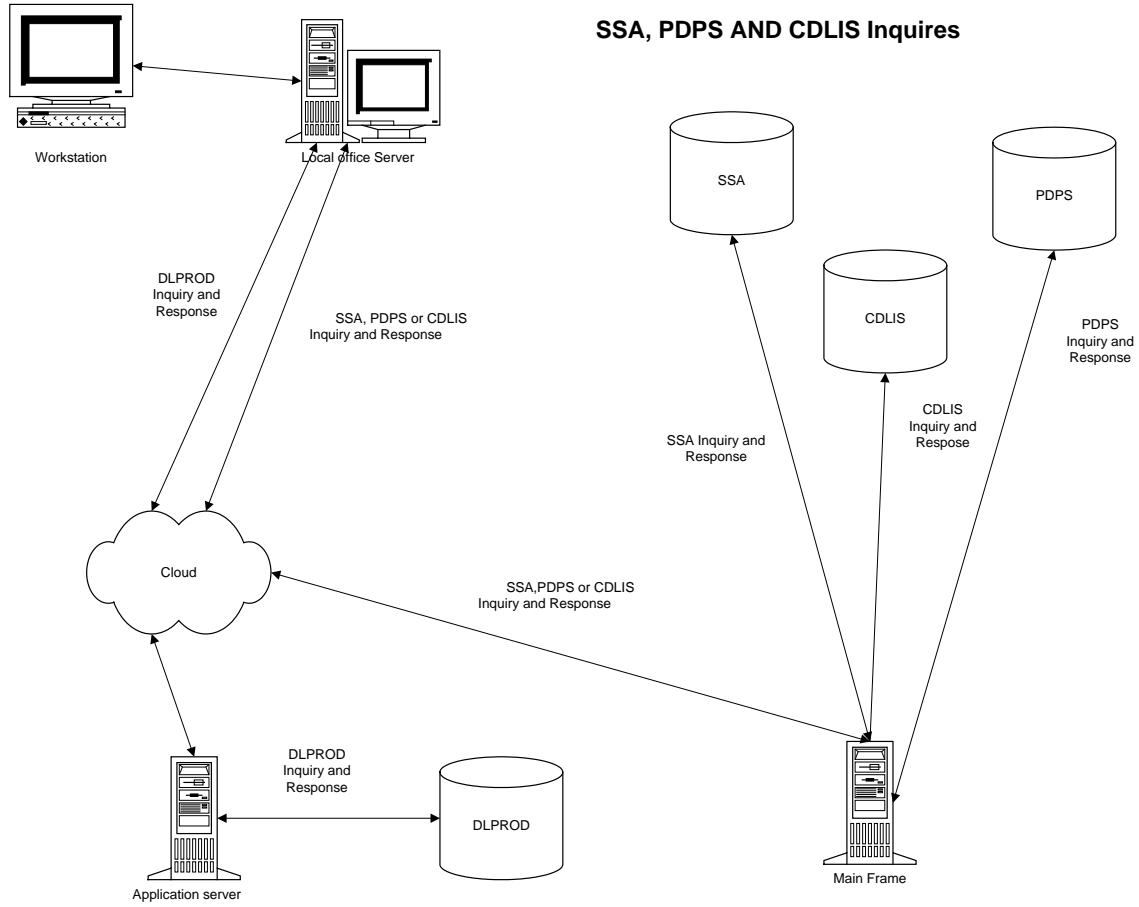 SSA, PDPS AND CDLIS Inquires
Workstation
Local office Server
SSA
PDPS
CDLIS
DLPROD
Inquiry and
Response
SSA, PDPS or CDLIS
Inquiry and Response
PDPS
Inquiry and
Response
CDLIS
Inquiry and
Respose
SSA Inquiry and
Response
Cloud
SSA,PDPS or CDLIS
Inquiry and Response
DLPROD
Inquiry and
Response
DLPROD
Application server
Main Frame